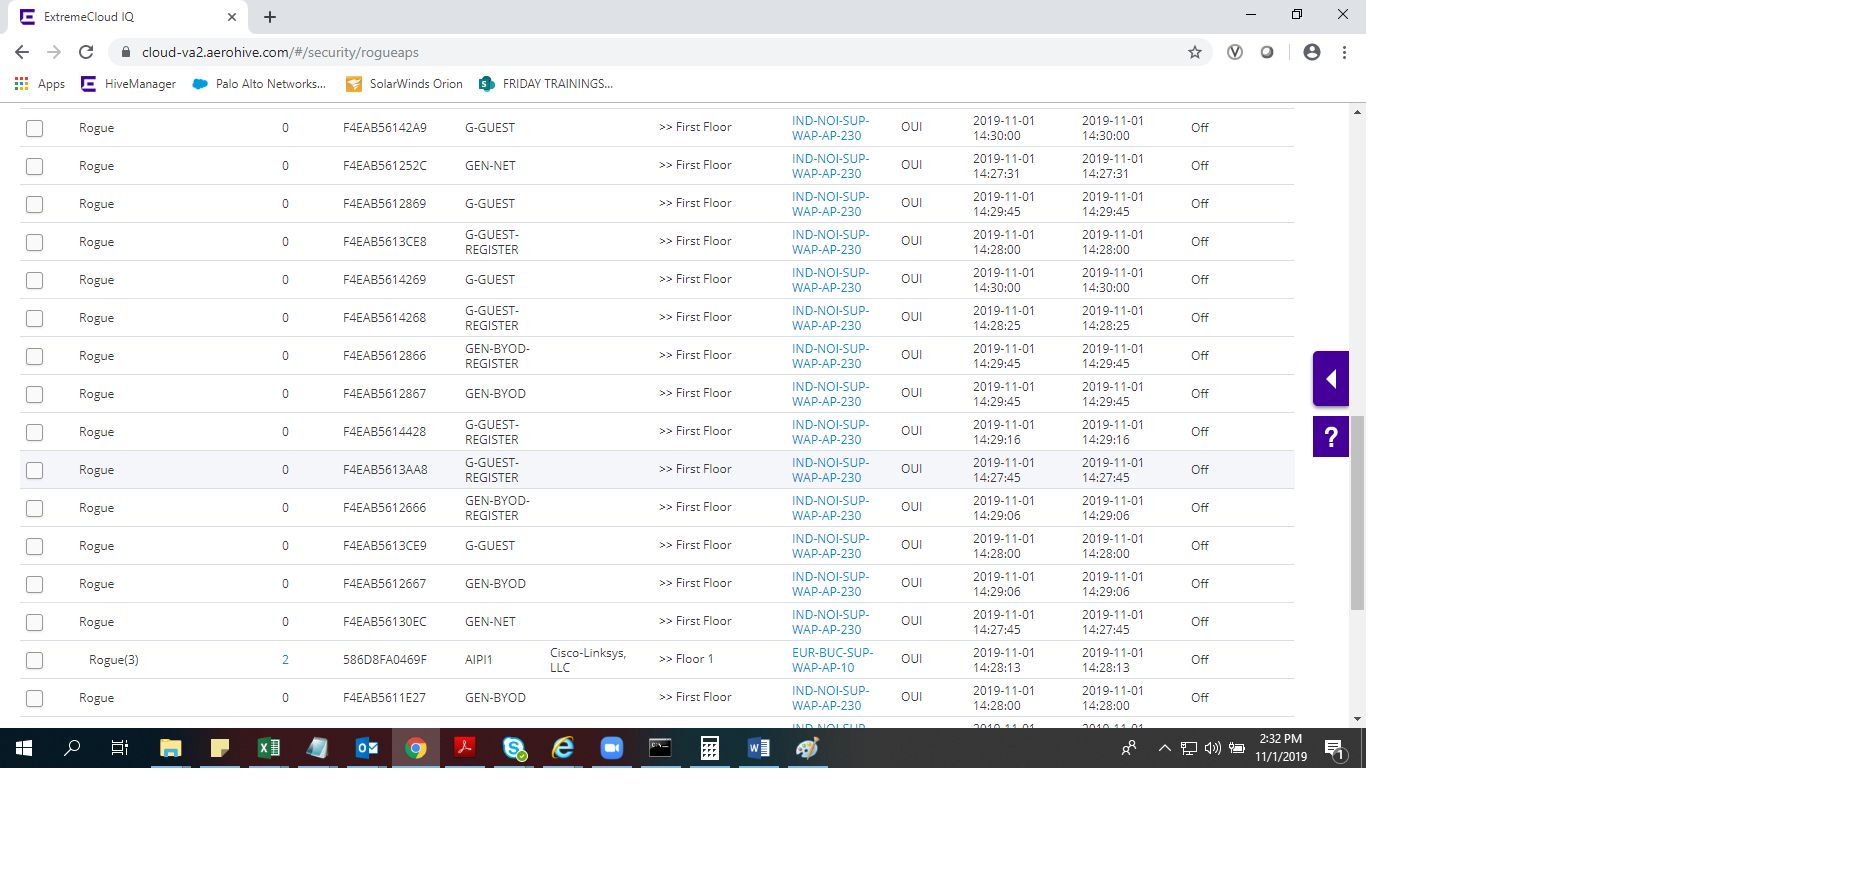 ExtremeCloud IQ
cloud-va2.aerohive.com/#/security/rogueaps
Apps HiveManager Palo Alto Networks... SolarWinds Orion FRIDAY TRAININGS...
Rogue 0 F4EAB56142A9 G-GUEST >> First Floor IND-NOI-SUP- OUI 2019-11-01 2019-11-01 Off
WAP-AP-230 14:30:00 14:30:00
Rogue 0 F4EAB561252C GEN-NET >> First Floor IND-NOI-SUP- OUI 2019-11-01 2019-11-01 Off
WAP-AP-230 14:27:31 14:27:31
Rogue 0 F4EAB5612869 G-GUEST >> First Floor IND-NOI-SUP- OUI 2019-11-01 2019-11-01 Off
WAP-AP-230 14:29:45 14:29:45
Rogue 0 F4EAB5613CE8 G-GUEST- >> First Floor IND-NOI-SUP- OUI 2019-11-01 2019-11-01 Off
REGISTER WAP-AP-230 14:28:00 14:28:00
Rogue 0 F4EAB5614269 G-GUEST >> First Floor IND-NOI-SUP- OUI 2019-11-01 2019-11-01 Off
WAP-AP-230 14:30:00 14:30:00
Rogue 0 F4EAB5614268 G-GUEST- >> First Floor IND-NOI-SUP- OUI 2019-11-01 2019-11-01 Off
REGISTER WAP-AP-230 14:28:25 14:28:25
Rogue 0 F4EAB5612866 GEN-BYOD- >> First Floor IND-NOI-SUP- OUI 2019-11-01 2019-11-01 Off
REGISTER WAP-AP-230 14:29:45 14:29:45
Rogue 0 F4EAB5612867 GEN-BYOD >> First Floor IND-NOI-SUP- OUI 2019-11-01 2019-11-01 Off
WAP-AP-230 14:29:45 14:29:45
Rogue 0 F4EAB5614428 G-GUEST- >> First Floor IND-NOI-SUP- OUI 2019-11-01 2019-11-01 Off
REGISTER WAP-AP-230 14:29:16 14:29:16
Rogue 0 F4EAB5613AA8 G-GUEST- >> First Floor IND-NOI-SUP- OUI 2019-11-01 2019-11-01 Off
REGISTER WAP-AP-230 14:27:45 14:27:45
Rogue 0 F4EAB5612666 GEN-BYOD- >> First Floor IND-NOI-SUP- OUI 2019-11-01 2019-11-01 Off
REGISTER WAP-AP-230 14:29:06 14:29:06
Rogue 0 F4EAB5613CE9 G-GUEST >> First Floor IND-NOI-SUP- OUI 2019-11-01 2019-11-01 Off
WAP-AP-230 14:28:00 14:28:00
Rogue 0 F4EAB5612667 GEN-BYOD >> First Floor IND-NOI-SUP- OUI 2019-11-01 2019-11-01 Off
WAP-AP-230 14:29:06 14:29:06
Rogue 0 F4EAB56130EC GEN-NET >> First Floor IND-NOI-SUP- OUI 2019-11-01 2019-11-01 Off
WAP-AP-230 14:27:45 14:27:45
Rogue(3) 2 586D8FA0469F AIPI1 Cisco-Linksys, >> Floor 1 EUR-BUC-SUP- OUI 2019-11-01 2019-11-01 Off
LLC WAP-AP-10 14:28:13 14:28:13
Rogue 0 F4EAB5611E27 GEN-BYOD >> First Floor IND-NOI-SUP- OUI 2019-11-01 2019-11-01 Off
WAP-AP-230 14:28:00 14:28:00
?
2:32 PM
11/1/2019
1